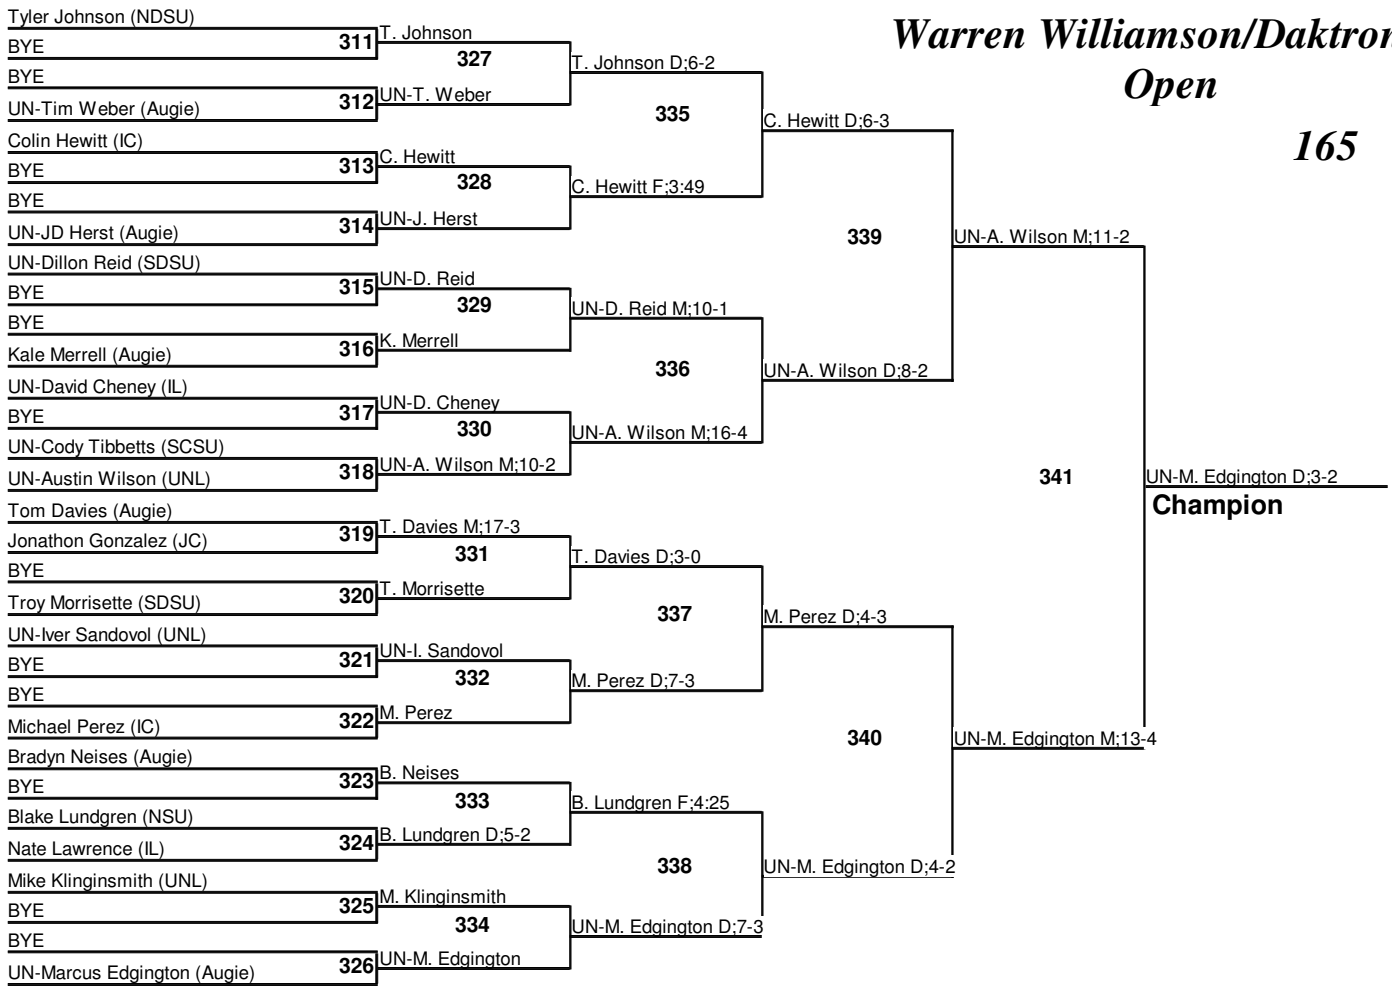 Tyler Johnson (NDSU)
BYE
BYE
UN-Tim Weber (Augie)
Colin Hewitt (IC)
BYE
BYE
UN-JD Herst (Augie)
UN-Dillon Reid (SDSU)
BYE
BYE
Kale Merrell (Augie)
UN-David Cheney (IL)
BYE
UN-Cody Tibbetts (SCSU)
UN-Austin Wilson (UNL)
Tom Davies (Augie)
Jonathon Gonzalez (JC)
BYE
Troy Morrisette (SDSU)
UN-Iver Sandovol (UNL)
BYE
BYE
Michael Perez (IC)
Bradyn Neises (Augie)
BYE
Blake Lundgren (NSU)
Nate Lawrence (IL)
Mike Klinginsmith (UNL)
BYE
BYE
UN-Marcus Edgington (Augie)
311
312
313
314
315
316
317
318
319
320
321
322
323
324
325
326
T. Johnson
327
UN-T. Weber
C. Hewitt
328
UN-J. Herst
UN-D. Reid
329
K. Merrell
UN-D. Cheney
330
UN-A. Wilson M;10-2
T. Davies M;17-3
331
T. Morrisette
UN-I. Sandovol
332
M. Perez
B. Neises
333
B. Lundgren D;5-2
M. Klinginsmith
334
UN-M. Edgington
T. Johnson D;6-2
335
C. Hewitt F;3:49
UN-D. Reid M;10-1
336
UN-A. Wilson M;16-4
T. Davies D;3-0
337
M. Perez D;7-3
B. Lundgren F;4:25
338
UN-M. Edgington D;7-3
C. Hewitt D;6-3
339
UN-A. Wilson D;8-2
M. Perez D;4-3
340
UN-M. Edgington D;4-2
UN-A. Wilson M;11-2
341
UN-M. Edgington M;13-4
UN-M. Edgington D;3-2
Champion
Warren Williamson/Daktron
Open
165